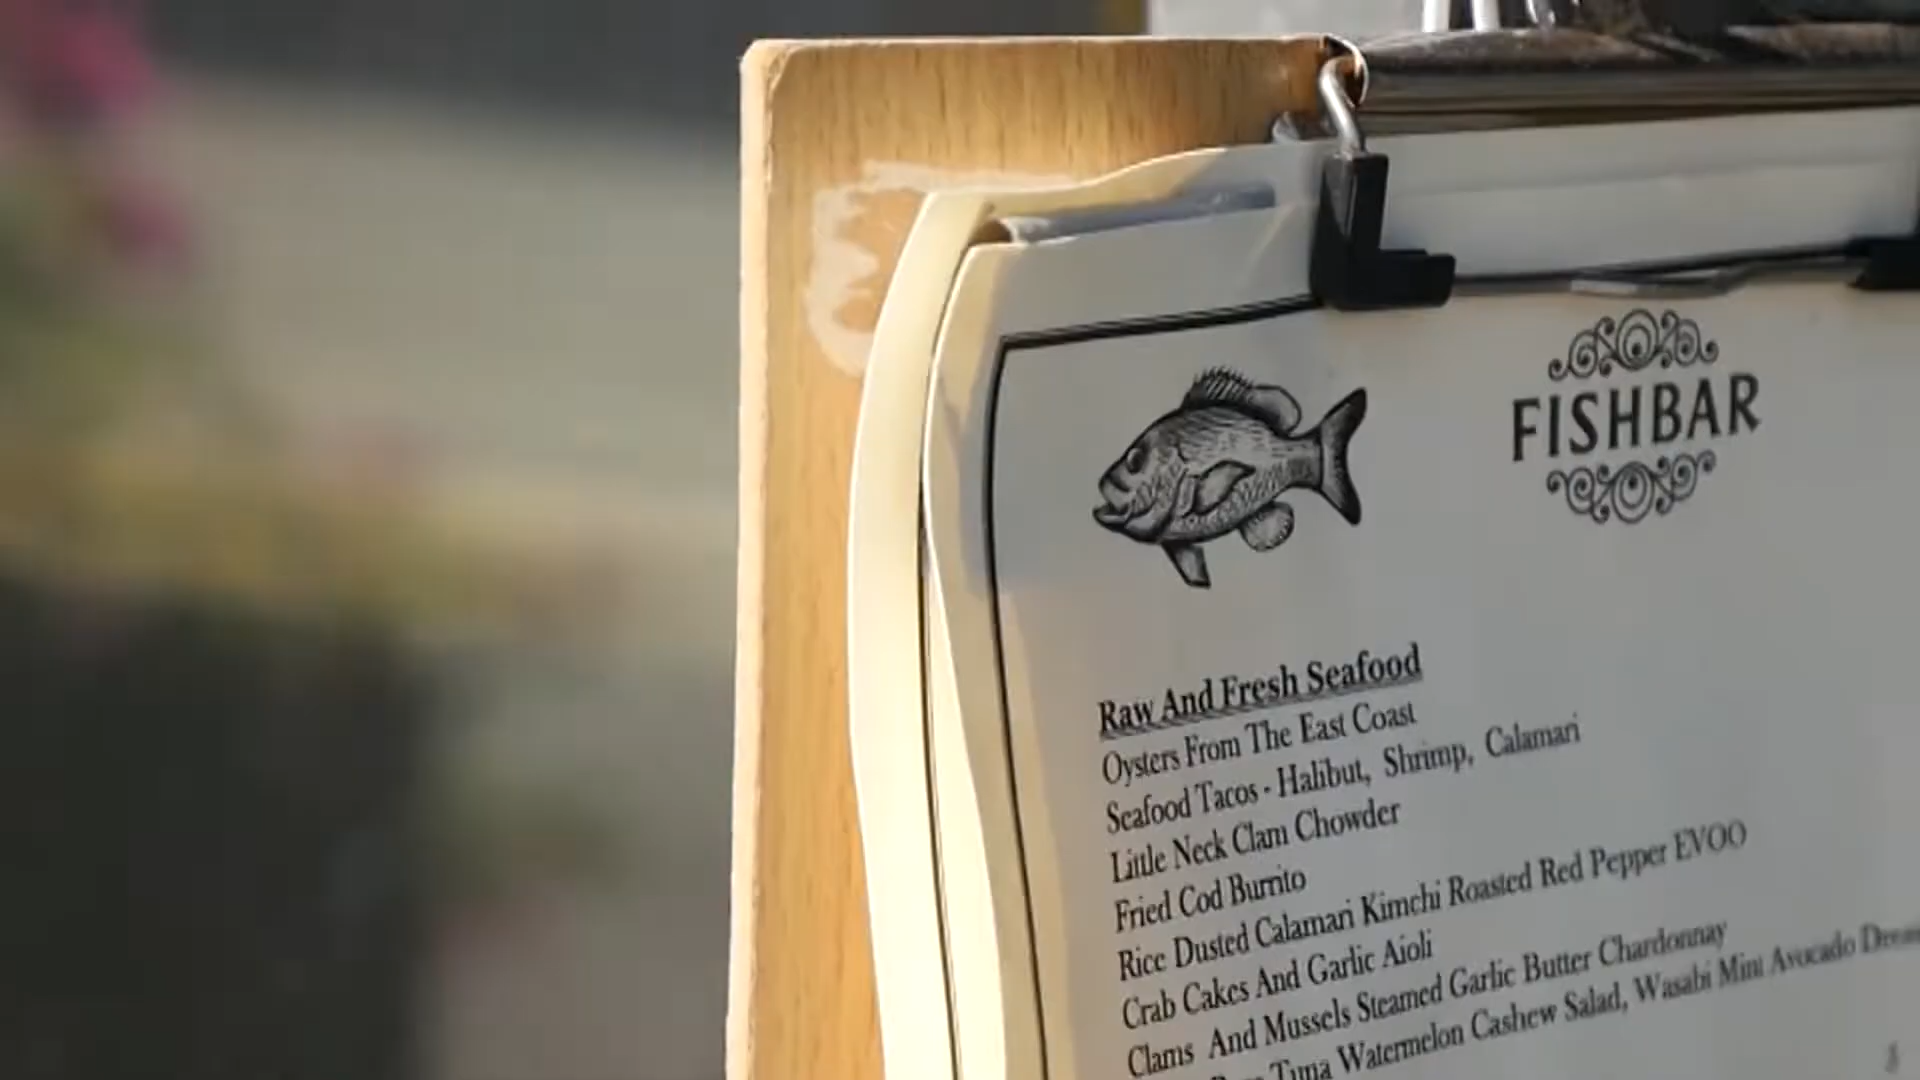 FISHBAR
Raw And Fresh Seafood
Oysters From The East Coast
Seafood Tacos - Halibut, Shrimp, Calamari
Little Neck Clam Chowder
Fried Cod Burrito
Rice Dusted Calamari Kimchi Roasted Red Pepper EVOO
Crab Cakes And Garlic Aioli
Clams And Mussels Steamed Garlic Butter Chardonnay
Tuna Watermelon Cashew Salad, Wasabi Mint Avocado